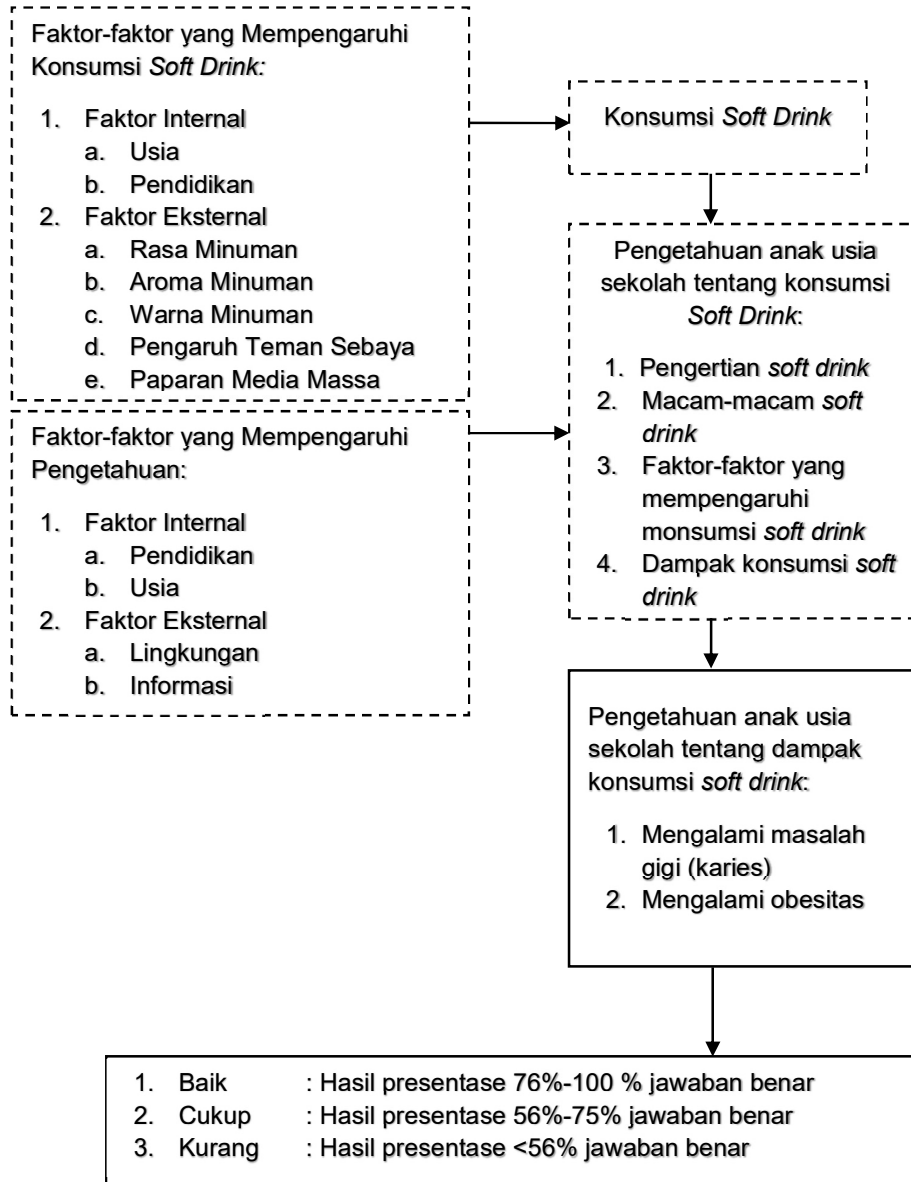 Faktor-faktor yang Mempengaruhi
Konsumsi Soft Drink:
1. Faktor Internal
a. Usia
b. Pendidikan
2. Faktor Eksternal
a. Rasa Minuman
b. Aroma Minuman
c. Warna Minuman
d. Pengaruh Teman Sebaya
e. Paparan Media Massa
Konsumsi Soft Drink
Faktor-faktor yang Mempengaruhi
Pengetahuan:
1. Faktor Internal
a. Pendidikan
b. Usia
2. Faktor Eksternal
a. Lingkungan
b. Informasi
Pengetahuan anak usia
sekolah tentang konsumsi
Soft Drink:
1. Pengertian soft drink
2. Macam-macam soft
drink
3. Faktor-faktor yang
mempengaruhi
monsumsi soft drink
4. Dampak konsumsi soft
drink
Pengetahuan anak usia
sekolah tentang dampak
konsumsi soft drink:
1. Mengalami masalah
gigi (karies)
2. Mengalami obesitas
1. Baik : Hasil presentase 76%-100 % jawaban benar
2. Cukup : Hasil presentase 56%-75% jawaban benar
3. Kurang : Hasil presentase <56% jawaban benar